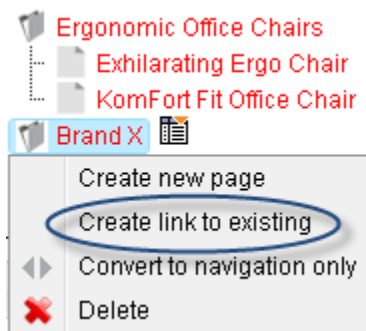 Ergonomic Office Chairs
Exhilarating Ergo Chair
KomFort Fit Office Chair
Brand X
Create new page
Create link to existing
Convert to navigation only
Delete